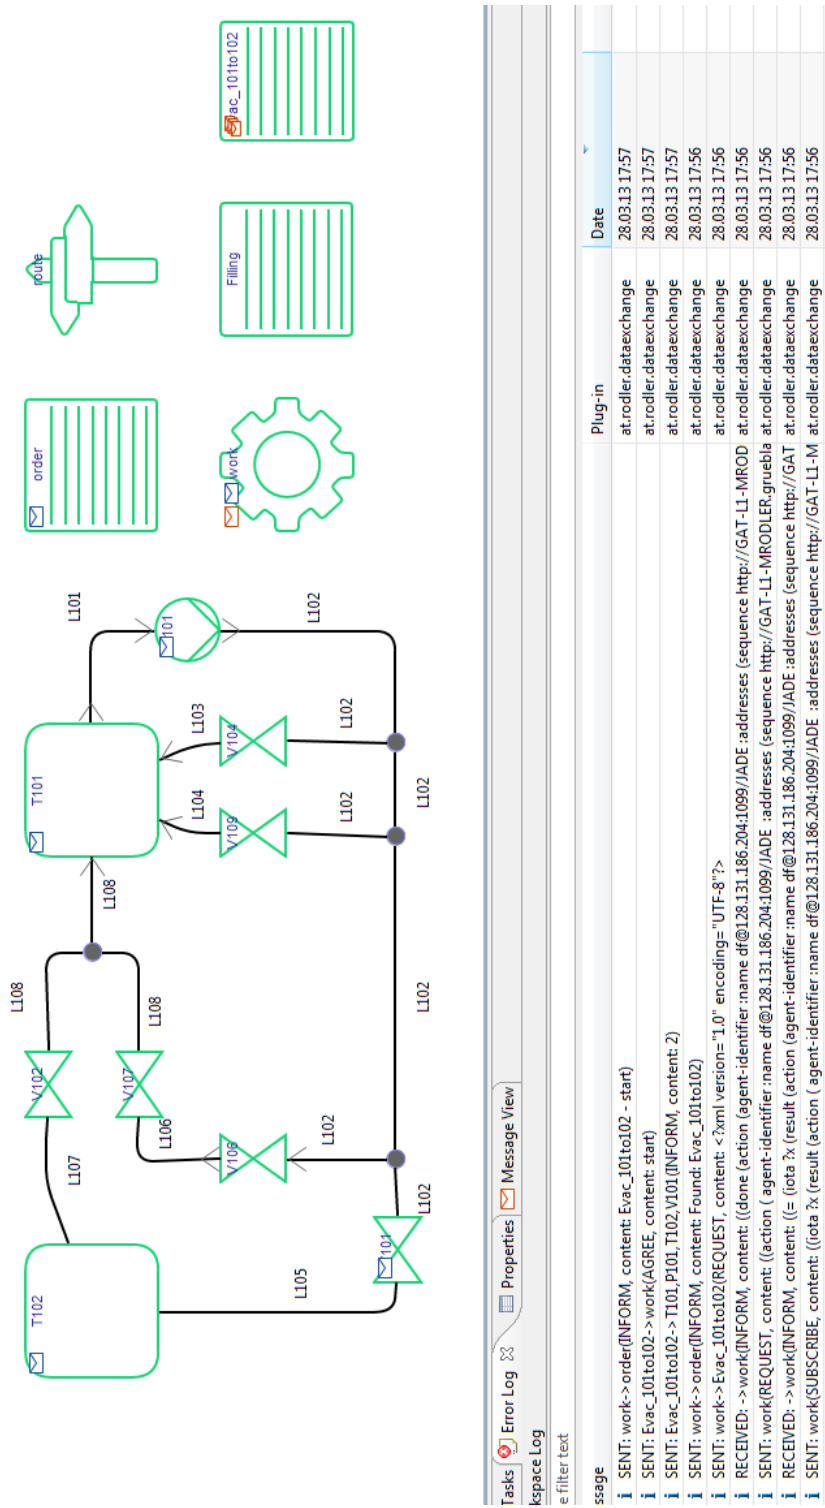 T102
L107
V102
L108
V107
L108
L106
V106
L108
T101
L101
L104
V109
L103
V104
101
L105
101
L102
L102
L102
L102
L102
L102
L102
order
route
work
Filling
ac_101to102
Tasks
Error Log
Properties
Message View
kspace Log
e filter text
ssage
Plug-in
Date
SENT: work->order(INFORM, content: Evac_101to102 - start)
at.rodler.dataexchange
28.03.13 17:57
SENT: Evac_101to102->work(AGREE, content: start)
at.rodler.dataexchange
28.03.13 17:57
SENT: Evac_101to102->T101,P101,T102,V101(INFORM, content: 2)
at.rodler.dataexchange
28.03.13 17:57
SENT: work->order(INFORM, content: Found: Evac_101to102)
at.rodler.dataexchange
28.03.13 17:56
SENT: work->Evac_101to102(REQUEST, content: <?xml version="1.0" encoding="UTF-8"?>
at.rodler.dataexchange
28.03.13 17:56
RECEIVED: ->work(INFORM, content: ((done (action (agent-identifier :name df@128.131.186.204:1099/JADE :addresses (sequence http://GAT-L1-MROD
at.rodler.dataexchange
28.03.13 17:56
SENT: work(REQUEST, content: ((action ( agent-identifier :name df@128.131.186.204:1099/JADE :addresses (sequence http://GAT-L1-MRODLER.gruebla
at.rodler.dataexchange
28.03.13 17:56
RECEIVED: ->work(INFORM, content: ((= (iota ?x (result (action (agent-identifier :name df@128.131.186.204:1099/JADE :addresses (sequence http://GAT
at.rodler.dataexchange
28.03.13 17:56
SENT: work(SUBSCRIBE, content: ((iota ?x (result (action ( agent-identifier :name df@128.131.186.204:1099/JADE :addresses (sequence http://GAT-L1-M
at.rodler.dataexchange
28.03.13 17:56